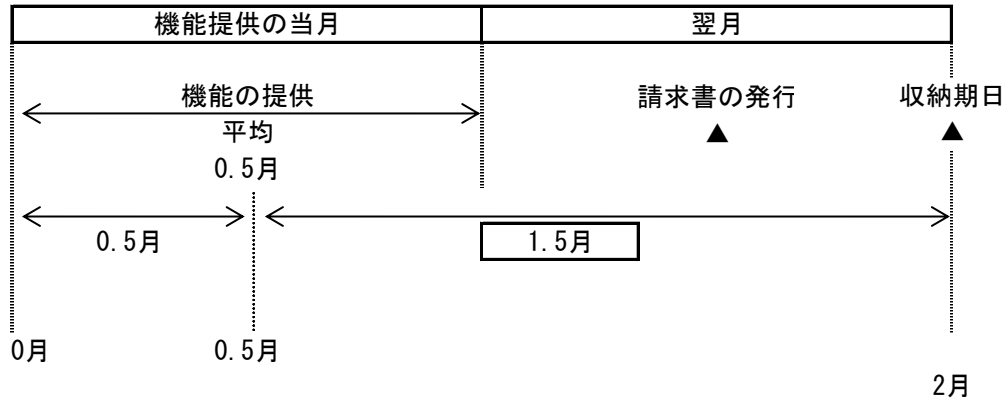 機能提供の当月 翌月
機能の提供 請求書の発行 収納期日
平均 ▲ ▲
0.5月
0.5月 1.5月
0月 0.5月
2月